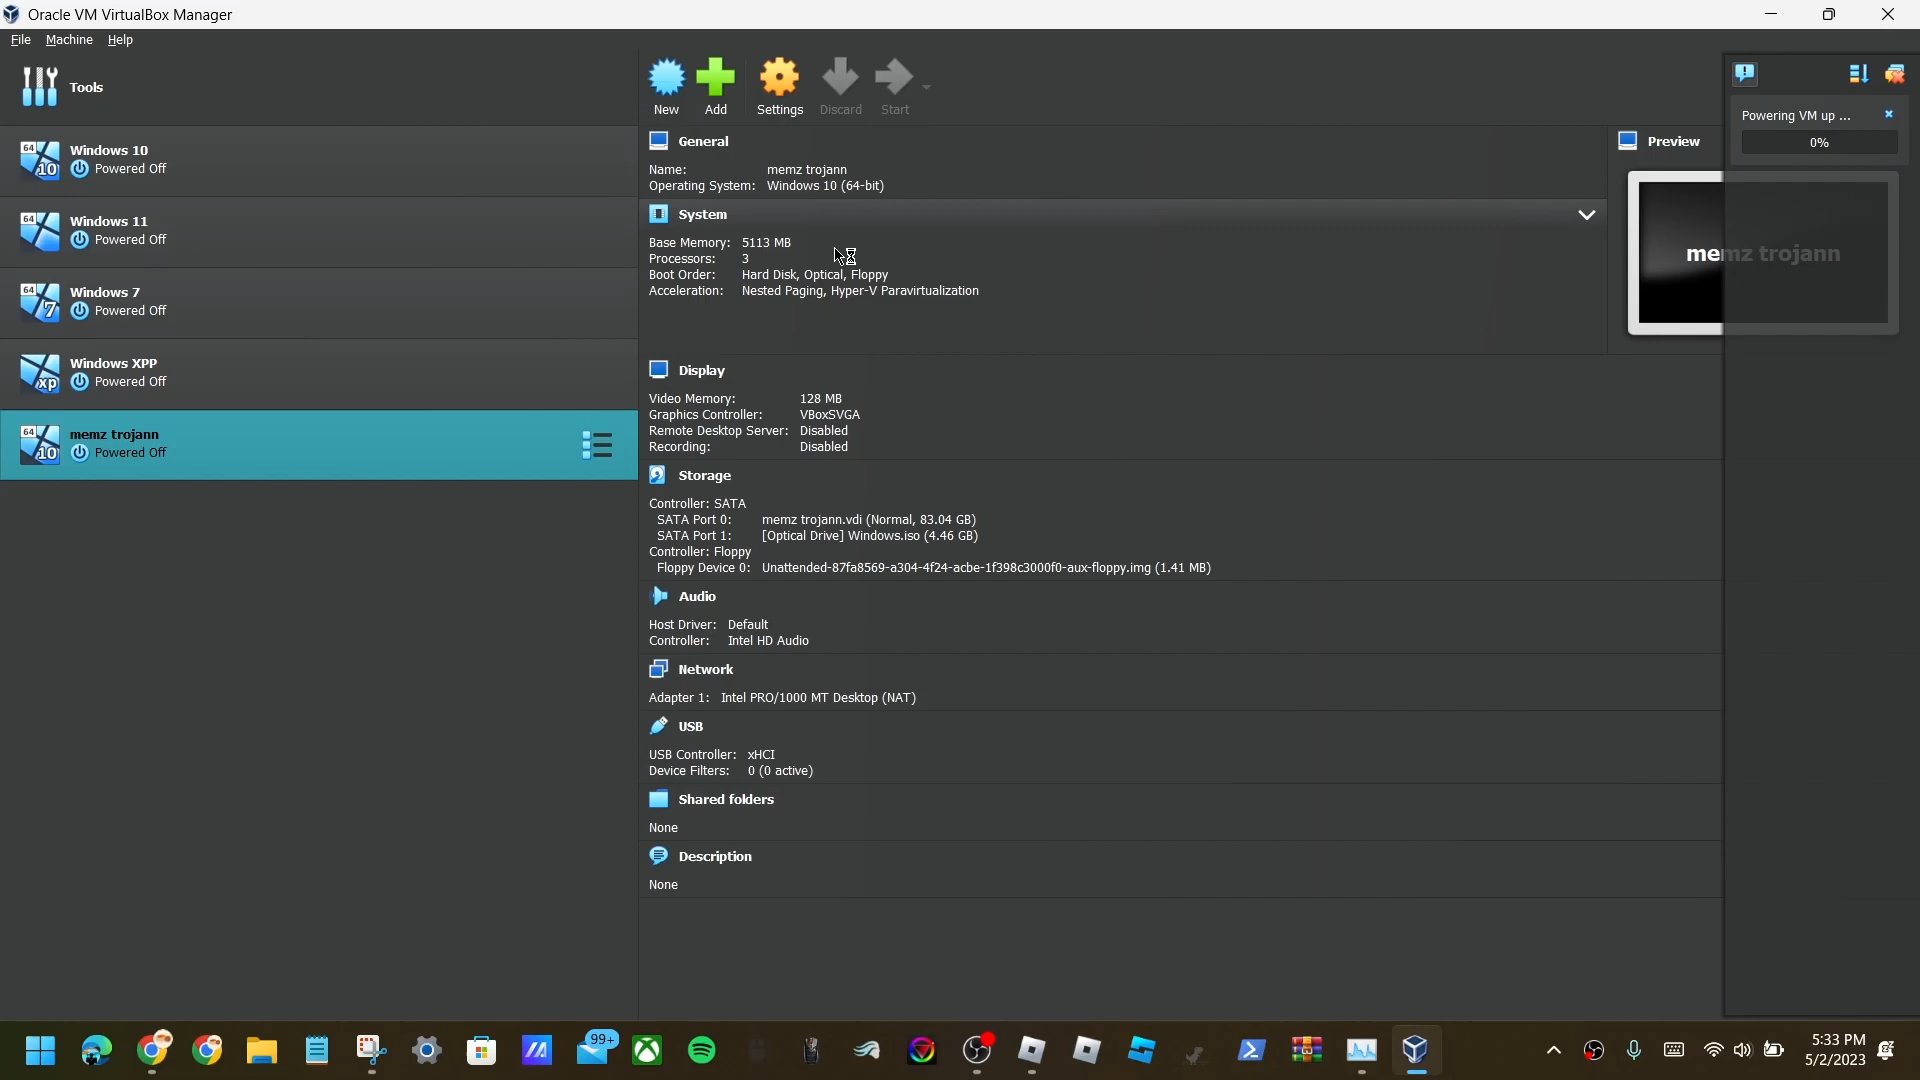 Oracle VM VirtualBox Manager
File Machine Help
Tools
New Add Settings Discard Start
Windows 10
Powered Off
Windows 11
Powered Off
Windows 7
Powered Off
Windows XPP
Powered Off
memz trojann
Powered Off
General
Name: memz trojann
Operating System: Windows 10 (64-bit)
System
Base Memory: 5113 MB
Processors: 3
Boot Order: Hard Disk, Optical, Floppy
Acceleration: Nested Paging, Hyper-V Paravirtualization
Display
Video Memory: 128 MB
Graphics Controller: VBoxSVGA
Remote Desktop Server: Disabled
Recording: Disabled
Storage
Controller: SATA
SATA Port 0: memz trojann.vdi (Normal, 83.04 GB)
SATA Port 1: [Optical Drive] Windows.iso (4.46 GB)
Controller: Floppy
Floppy Device 0: Unattended-87fa8569-a304-4f24-acbe-1f398c3000f0-aux-floppy.img (1.41 MB)
Audio
Host Driver: Default
Controller: Intel HD Audio
Network
Adapter 1: Intel PRO/1000 MT Desktop (NAT)
USB
USB Controller: xHCI
Device Filters: 0 (0 active)
Shared folders
None
Description
None
Preview
memz trojann
Powering VM up ...
0%
64 10
64
64 7
xp
64 10
99+
5:33 PM
5/2/2023